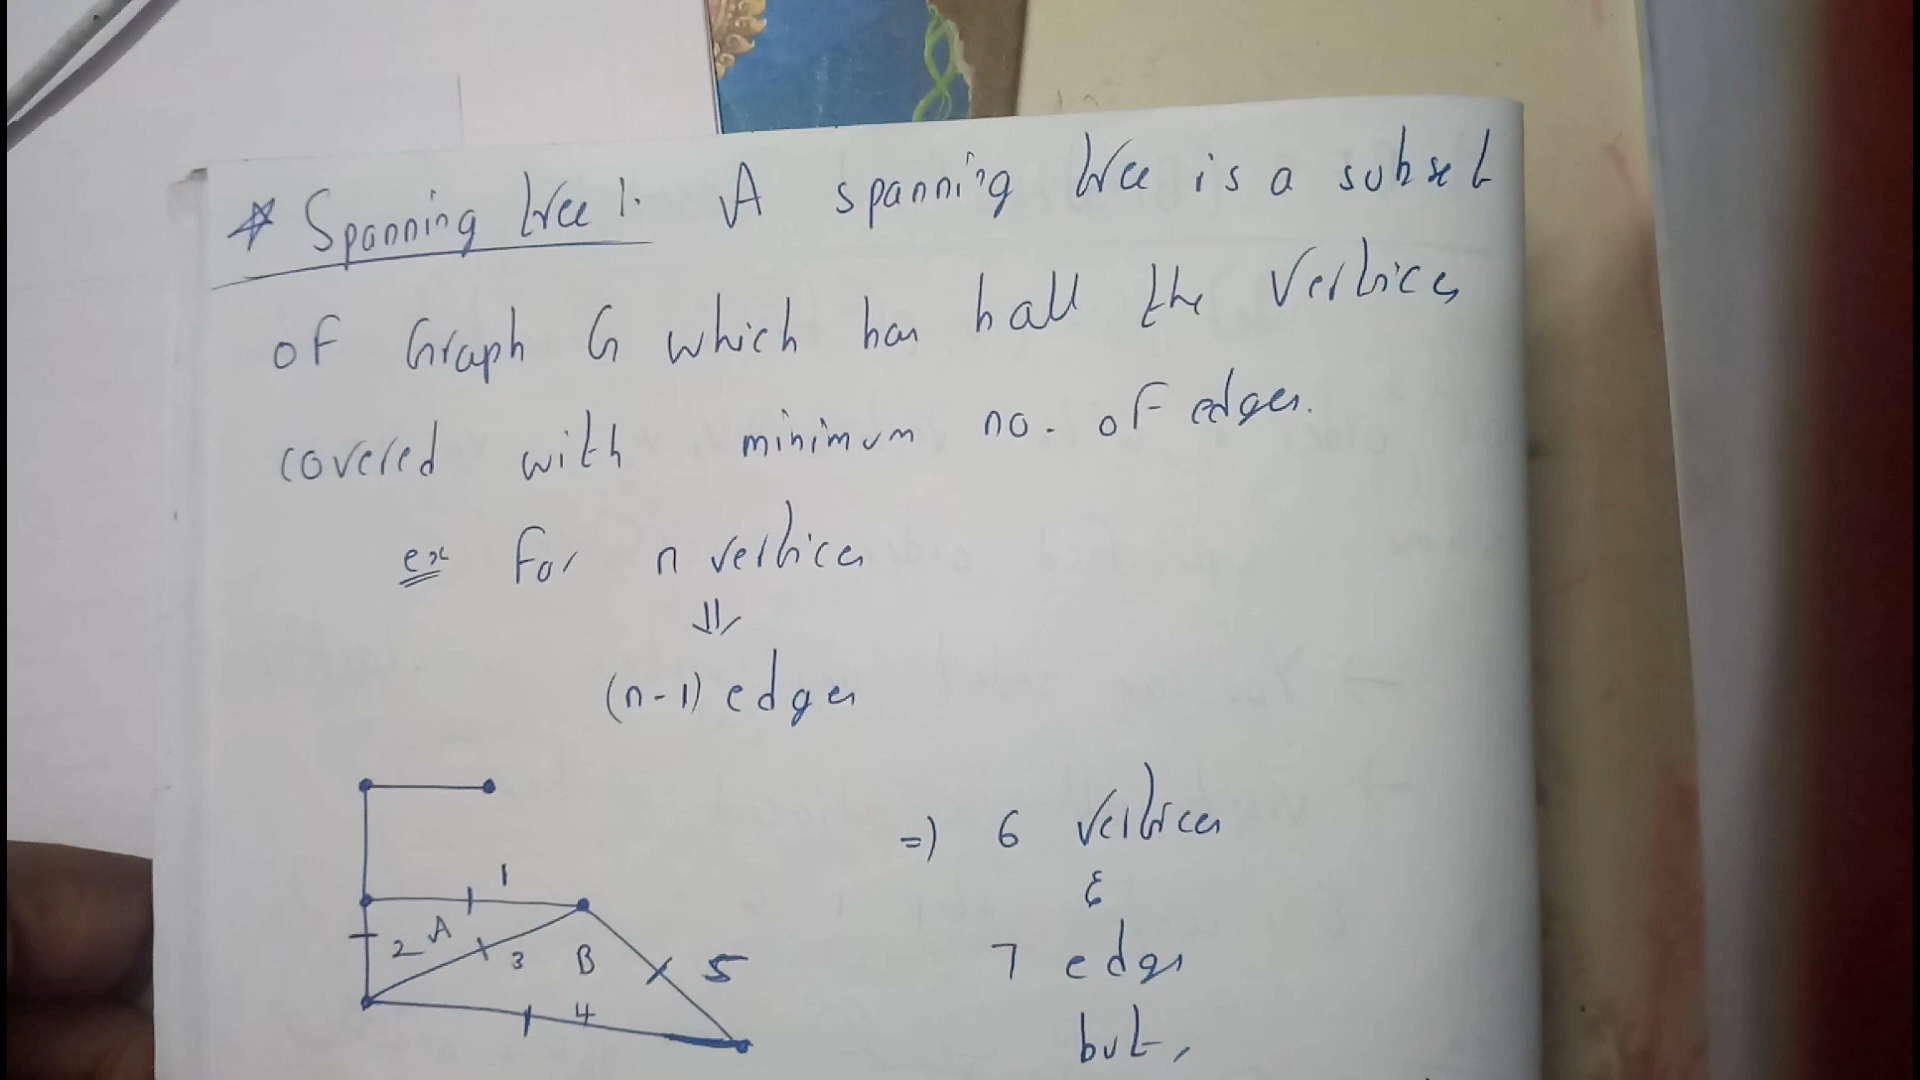 * Spanning tree :- A spanning tree is a subset
of Graph G which has hall the vertices
covered with minimum no. of edges.
ex For n vertices
⇓
(n-1) edges
1
2 A 3 B 5
4
=) 6 vertices
&
7 edges
but,